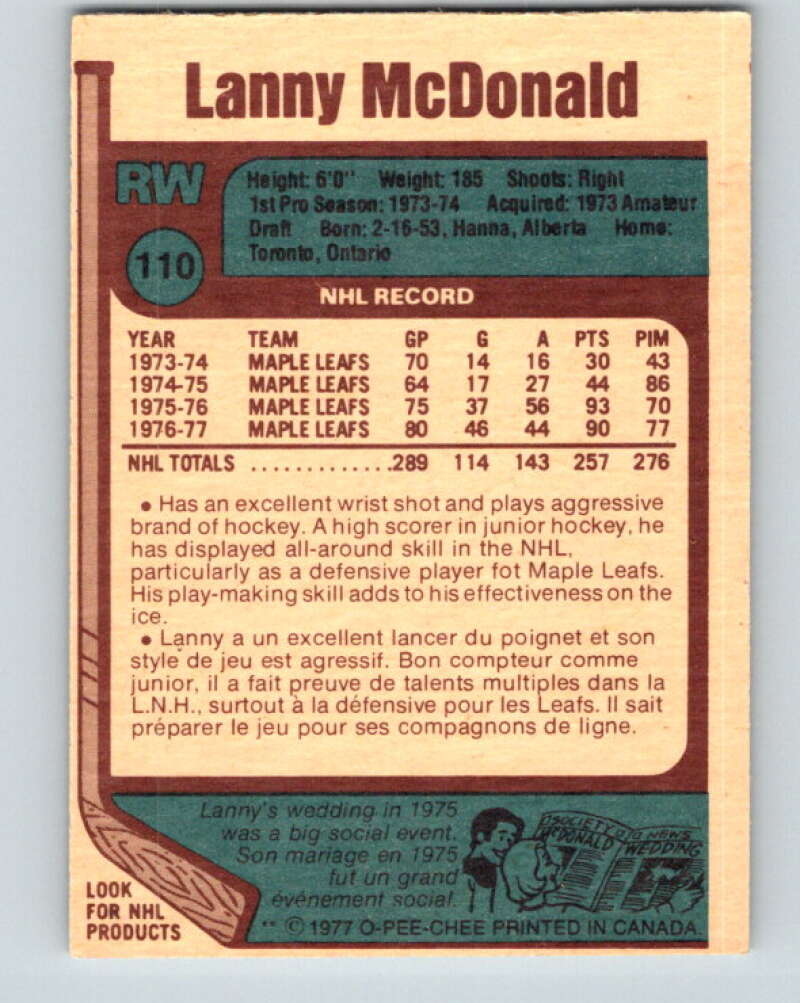 Lanny McDonald
RW
110
Height: 6'0" Weight: 185 Shoots: Right
1st Pro Season: 1973-74 Acquired: 1973 Amateur
Draft Born: 2-16-53, Hanna, Alberta Home:
Toronto, Ontario
NHL RECORD
YEAR TEAM GP G A PTS PIM
1973-74 MAPLE LEAFS 70 14 16 30 43
1974-75 MAPLE LEAFS 64 17 27 44 86
1975-76 MAPLE LEAFS 75 37 56 93 70
1976-77 MAPLE LEAFS 80 46 44 90 77
NHL TOTALS .............289 114 143 257 276
• Has an excellent wrist shot and plays aggressive
brand of hockey. A high scorer in junior hockey, he
has displayed all-around skill in the NHL,
particularly as a defensive player fot Maple Leafs.
His play-making skill adds to his effectiveness on the
ice.
• Lanny a un excellent lancer du poignet et son
style de jeu est agressif. Bon compteur comme
junior, il a fait preuve de talents multiples dans la
L.N.H., surtout à la défensive pour les Leafs. Il sait
préparer le jeu pour ses compagnons de ligne.
Lanny's wedding in 1975
was a big social event.
Son mariage en 1975
fut un grand
événement social.
SOCIETY NEWS
McDONALD WEDDING
LOOK
FOR NHL
PRODUCTS
** © 1977 O-PEE-CHEE PRINTED IN CANADA.